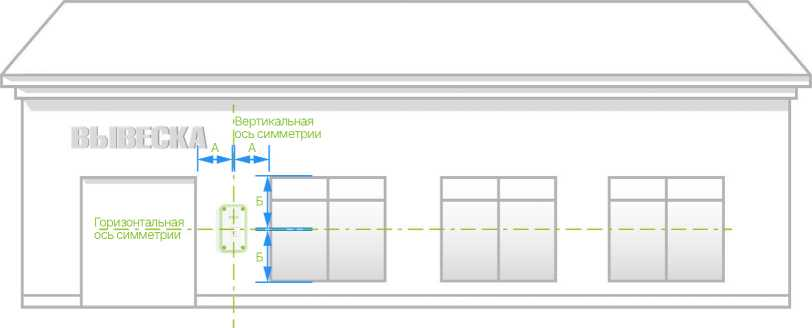 Вертикальная
ось симметрии
ВЫВЕСКА
А А
Б
Горизонтальная
ось симметрии
Б